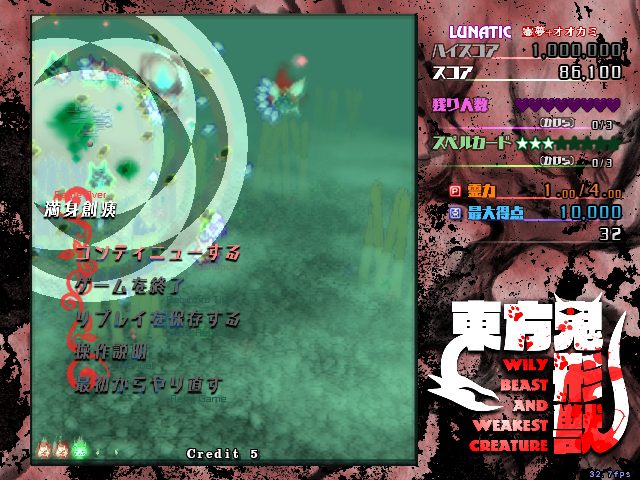 LUNATIC 霊夢+オオカミ
ハイスコア 1,000,000
スコア 86,100
残り人数
(かけら) 0/3
スペルカード ★★★
(かけら) 0/3
P 霊力 1.00/4.00
最大得点 10,000
32
満身創痍
コンティニューする
ゲームを終了
リプレイを保存する
操作説明
最初からやり直す
Credit 5
東方鬼形獣
WILY
BEAST
AND
WEAKEST
CREATURE
32.7fps